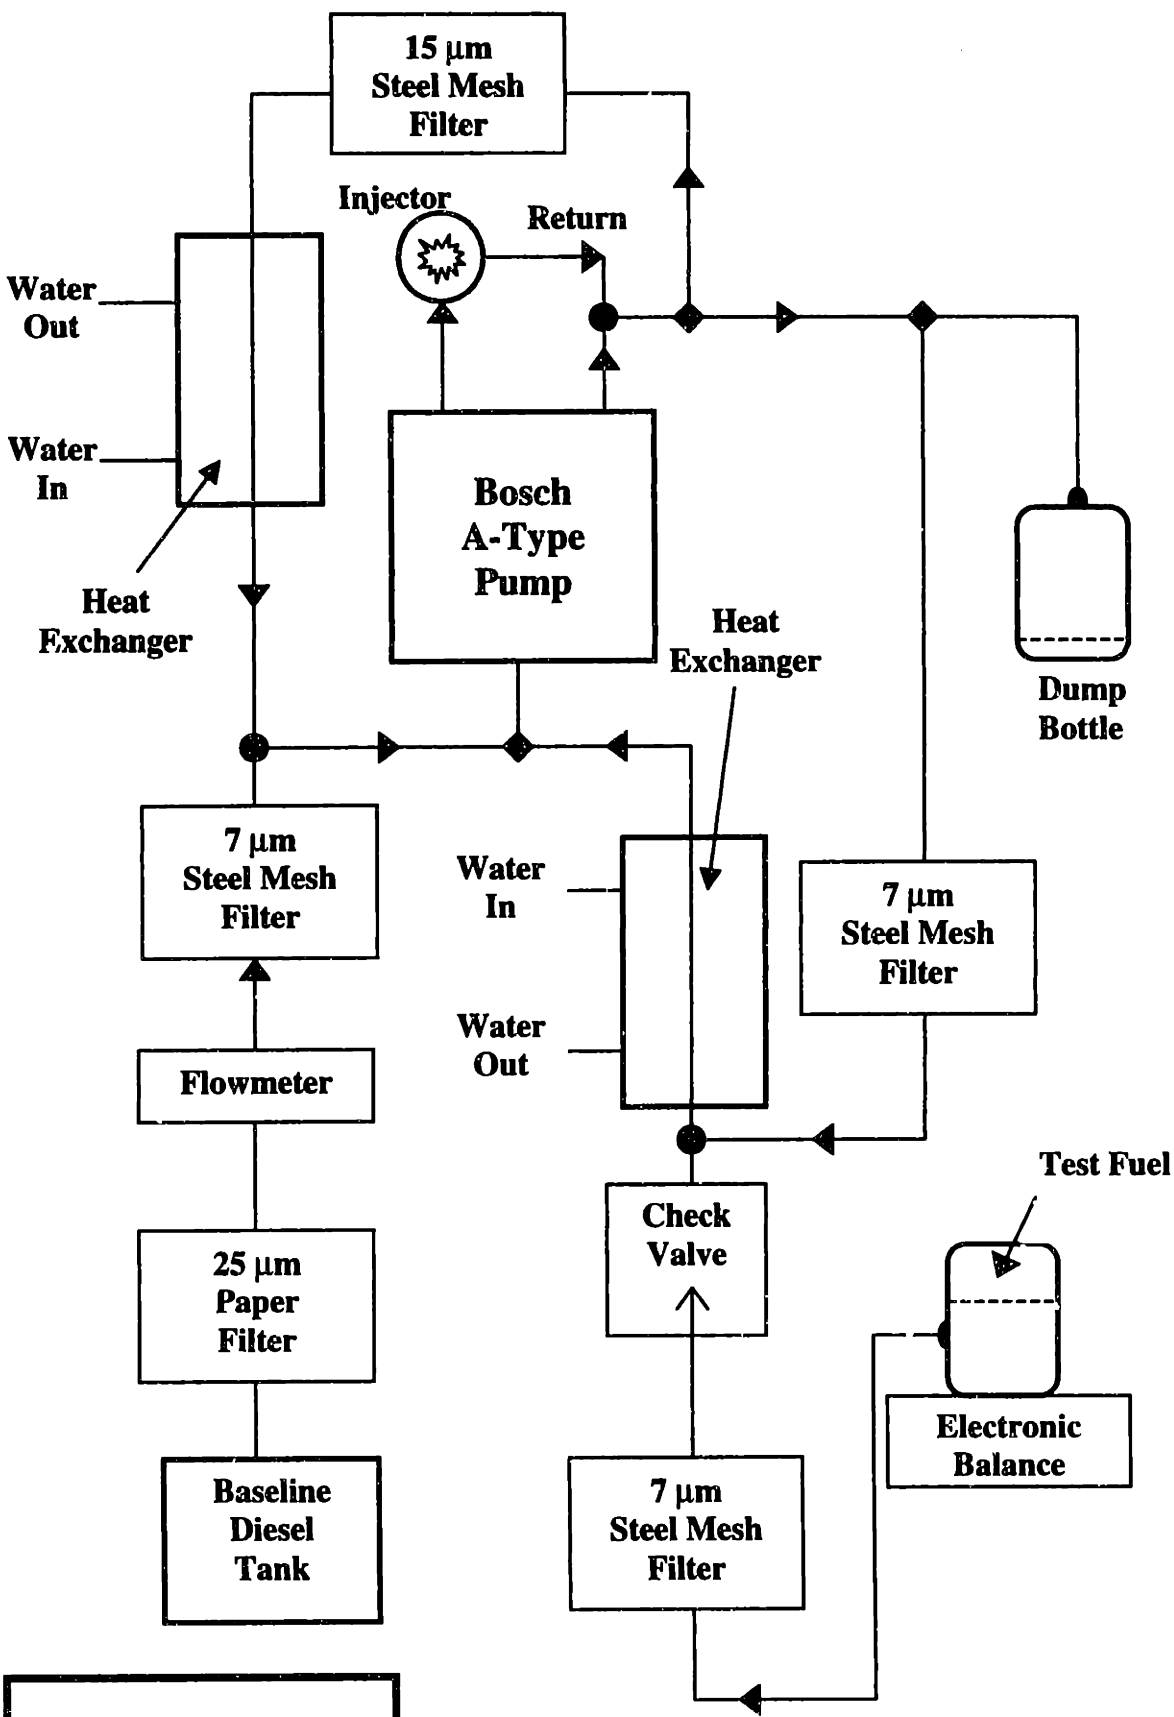 15 μm
Steel Mesh
Filter
Injector
Return
Water
Out
Water
In
Bosch
A-Type
Pump
Heat
Exchanger
Heat
Exchanger
Dump
Bottle
7 μm
Steel Mesh
Filter
Water
In
7 μm
Steel Mesh
Filter
Water
Out
Flowmeter
Test Fuel
Check
Valve
25 μm
Paper
Filter
Electronic
Balance
Baseline
Diesel
Tank
7 μm
Steel Mesh
Filter